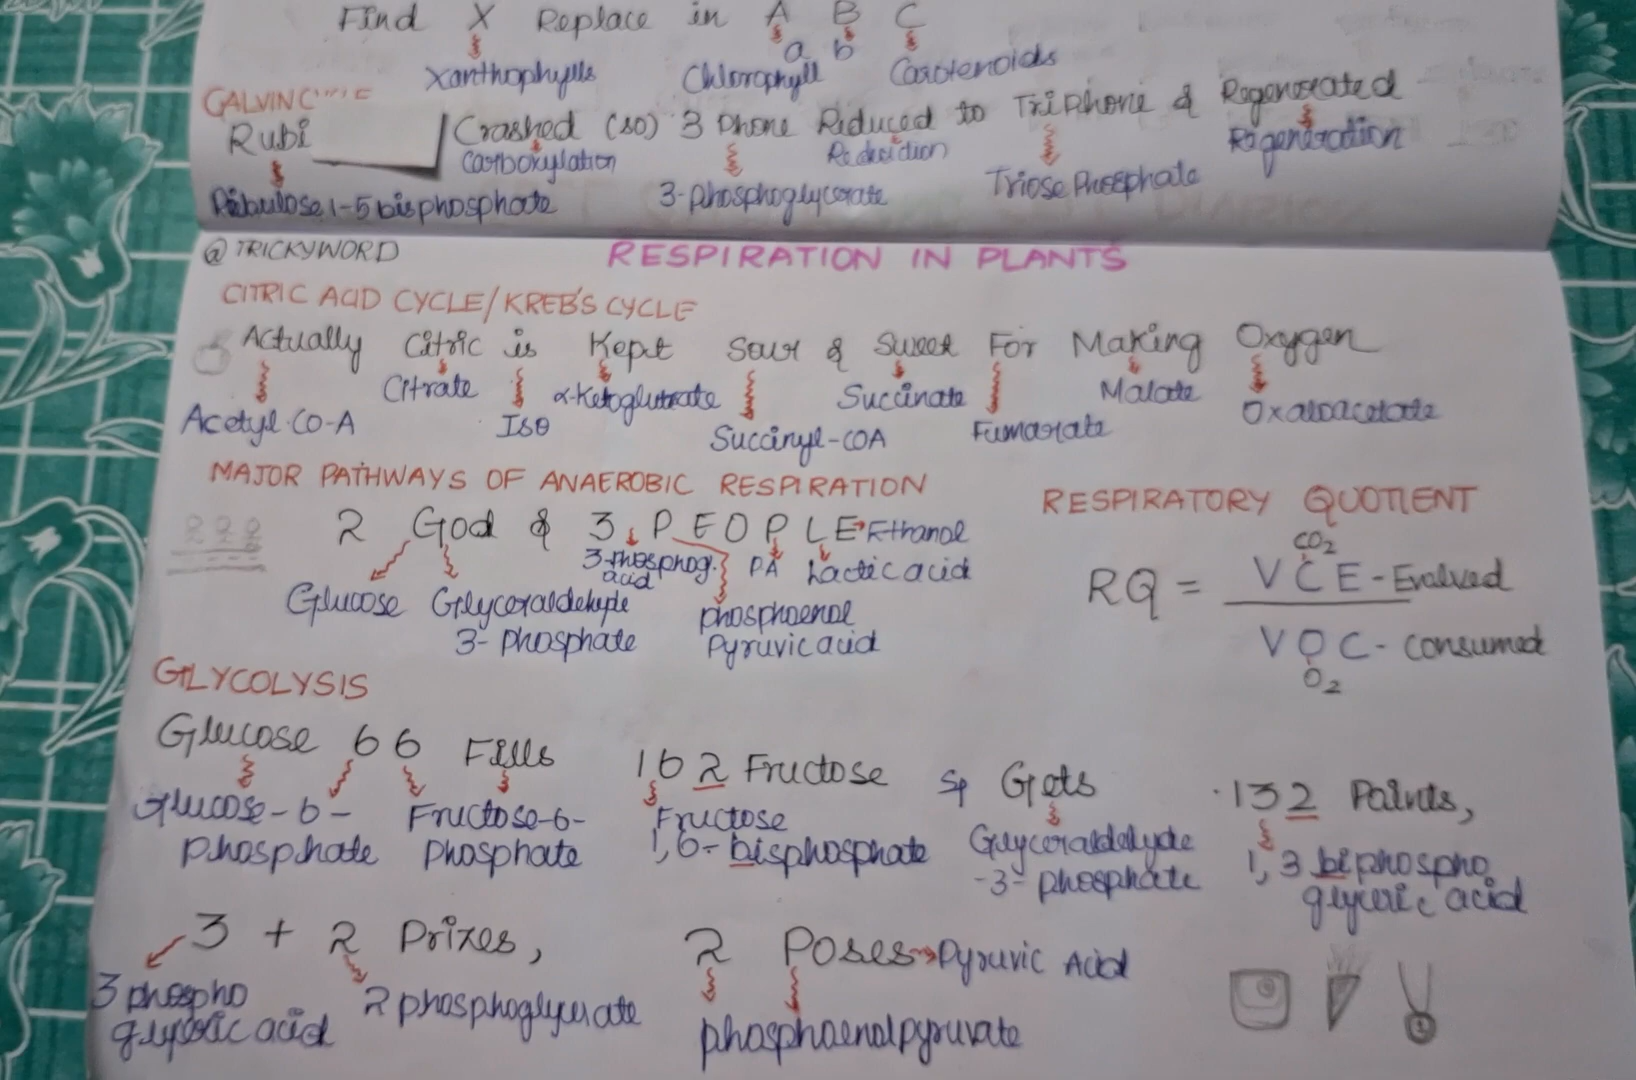 Find X Replace in A B C
a b
Xanthophylls Chlorophyll Carotenoids
CALVIN
Rubi Crashed (so) 3 Phone Reduced to Triphone & Regenerated
Carboxylation Reduction Regeneration
Ribulose 1-5 bisphosphate 3-phosphoglycerate Triose Phosphate
@TRICKYWORD RESPIRATION IN PLANTS
CITRIC ACID CYCLE/KREB'S CYCLE
Actually Citric is Kept Sour & Sweet For Making Oxygen
Citrate α-Ketoglutrate Succinate Malate Oxaloacetate
Acetyl-CO-A Iso Succinyl-COA Fumarate
MAJOR PATHWAYS OF ANAEROBIC RESPIRATION
2 God & 3 PEOPLE Ethanol
3-Phosphog. acid PA Lactic acid
Glucose Glyceraldehyde 3-Phosphate Phosphoenol Pyruvic acid
RESPIRATORY QUOTIENT
CO2
RQ = VCE - Evolved
VOC - consumed
O2
GLYCOLYSIS
Glucose 6 6 Fills 162 Fructose Gets 132 Paints,
Glucose-6- Phosphate Fructose-6- Phosphate Fructose 1,6-bisphosphate Glyceraldelyde -3-phosphate 1,3 biphospho glyceric acid
3 + 2 Prizes, 2 Poses Pyruvic Acid
3 phospho glyceric acid 2 phosphoglycerate phosphoenolpyruvate